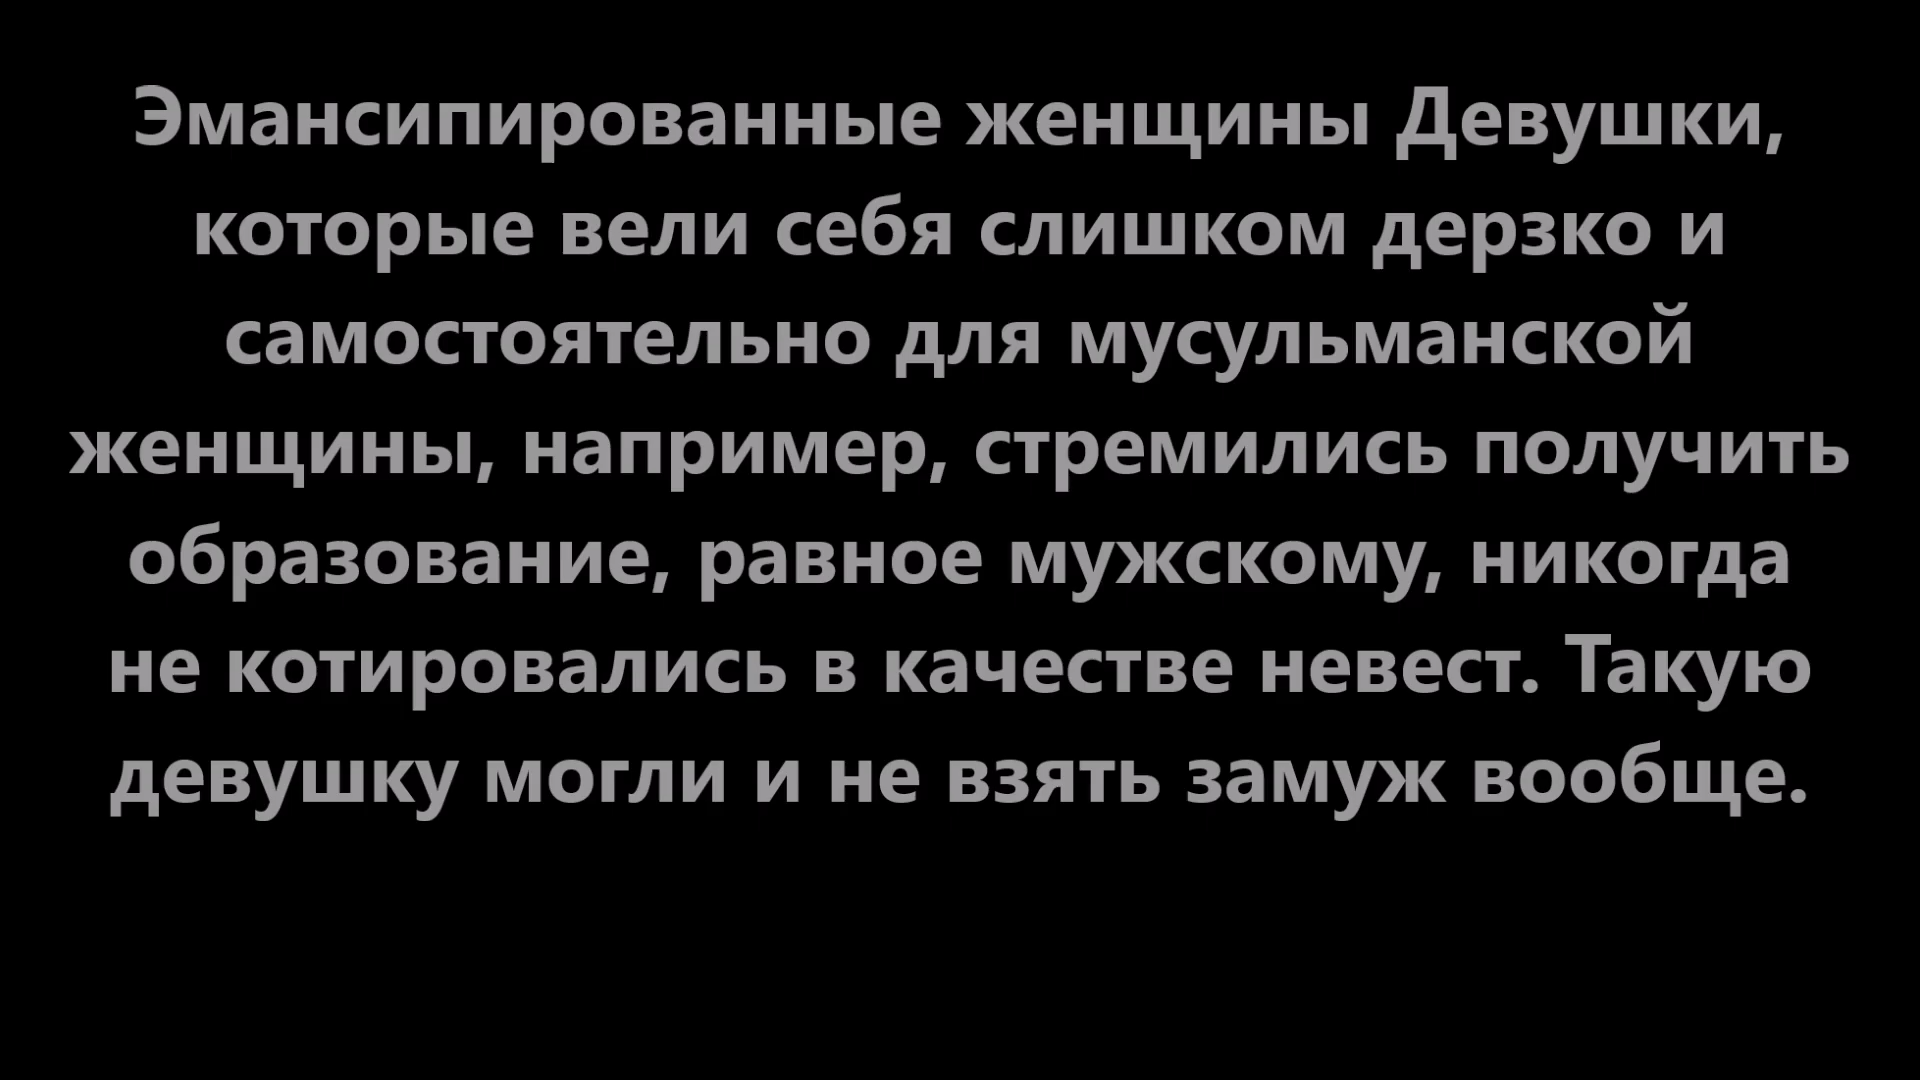 Эмансипированные женщины Девушки,
которые вели себя слишком дерзко и
самостоятельно для мусульманской
женщины, например, стремились получить
образование, равное мужскому, никогда
не котировались в качестве невест. Такую
девушку могли и не взять замуж вообще.